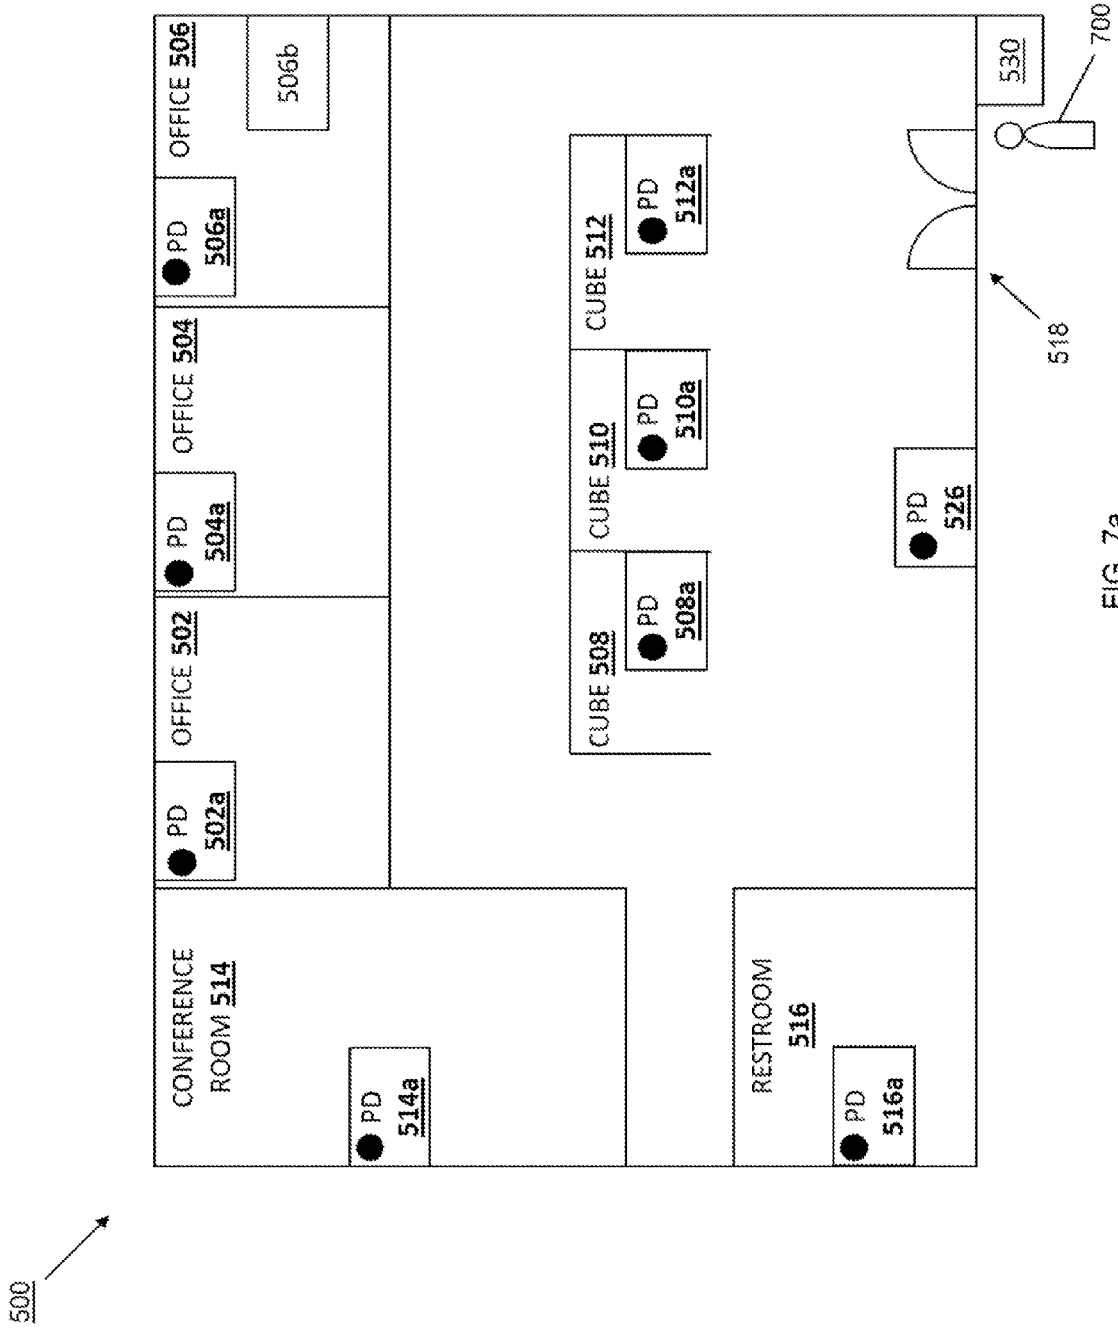 500
CONFERENCE
ROOM 514
PD
514a
RESTROOM
516
PD
516a
OFFICE 502
PD
502a
OFFICE 504
PD
504a
OFFICE 506
PD
506a
506b
CUBE 508
PD
508a
CUBE 510
PD
510a
CUBE 512
PD
512a
PD
526
518
530
700
FIG. 7a